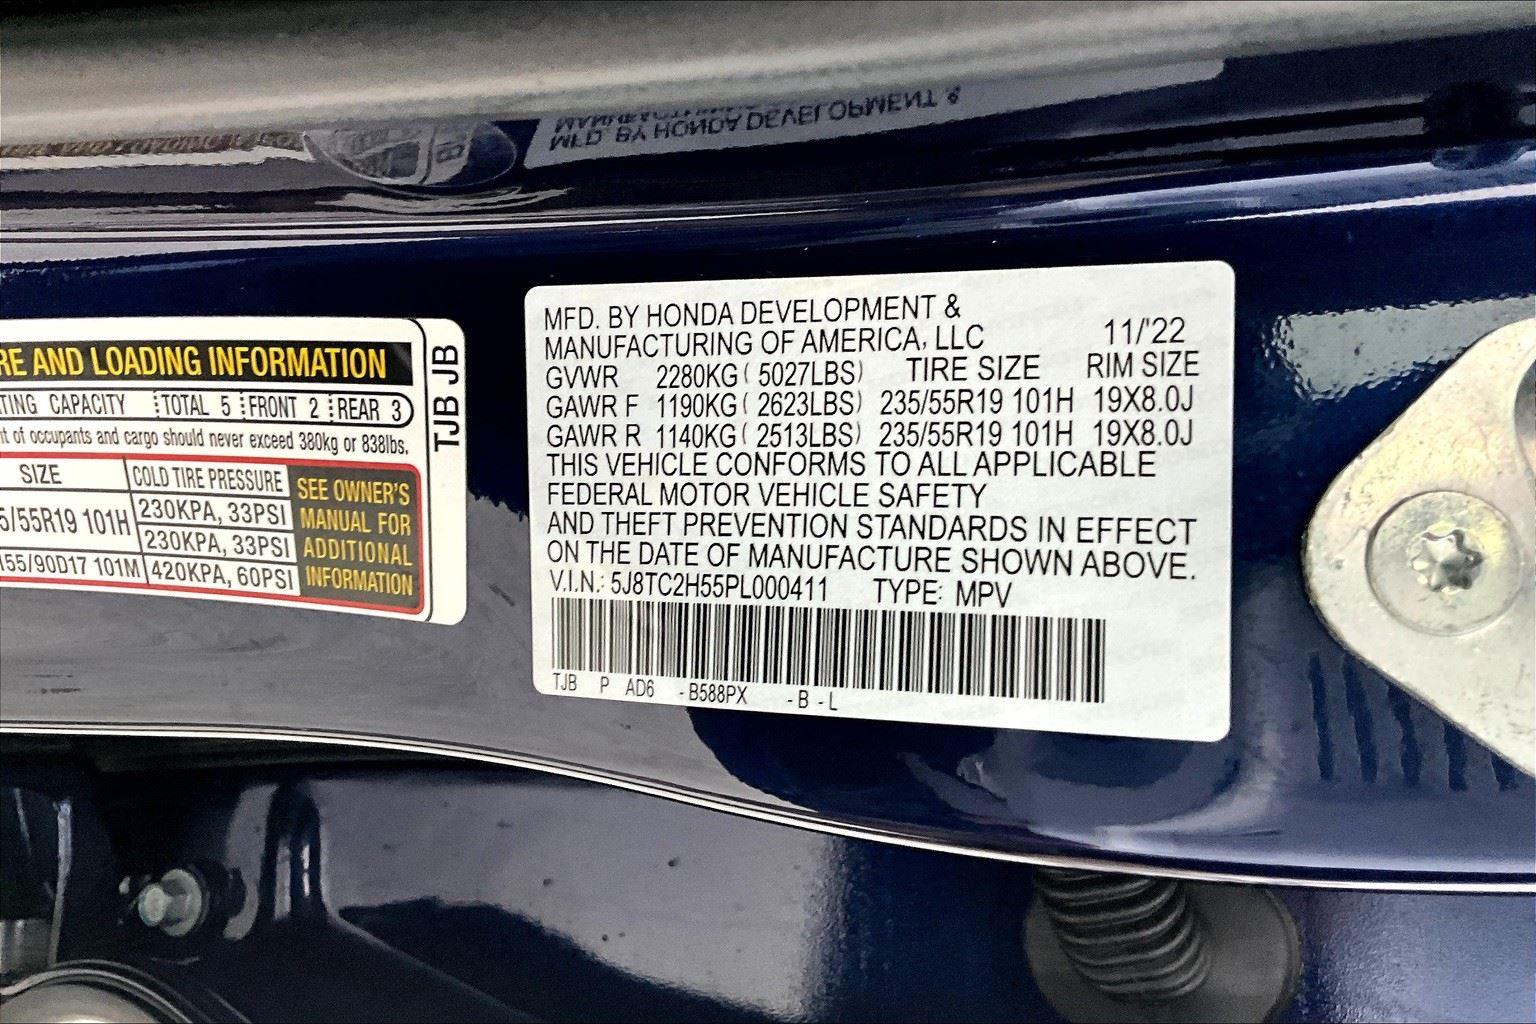 MFD. BY HONDA DEVELOPMENT &
RE AND LOADING INFORMATION
TING CAPACITY TOTAL 5 FRONT 2 REAR 3
nt of occupants and cargo should never exceed 380kg or 838lbs.
SIZE COLD TIRE PRESSURE
5/55R19 101H 230KPA, 33PSI
230KPA, 33PSI
155/90D17 101M 420KPA, 60PSI
SEE OWNER'S
MANUAL FOR
ADDITIONAL
INFORMATION
TJB JB
MFD. BY HONDA DEVELOPMENT &
MANUFACTURING OF AMERICA, LLC 11/'22
GVWR 2280KG ( 5027LBS) TIRE SIZE RIM SIZE
GAWR F 1190KG ( 2623LBS) 235/55R19 101H 19X8.0J
GAWR R 1140KG ( 2513LBS) 235/55R19 101H 19X8.0J
THIS VEHICLE CONFORMS TO ALL APPLICABLE
FEDERAL MOTOR VEHICLE SAFETY
AND THEFT PREVENTION STANDARDS IN EFFECT
ON THE DATE OF MANUFACTURE SHOWN ABOVE.
V.I.N.: 5J8TC2H55PL000411 TYPE: MPV
TJB P AD6 -B588PX -B -L